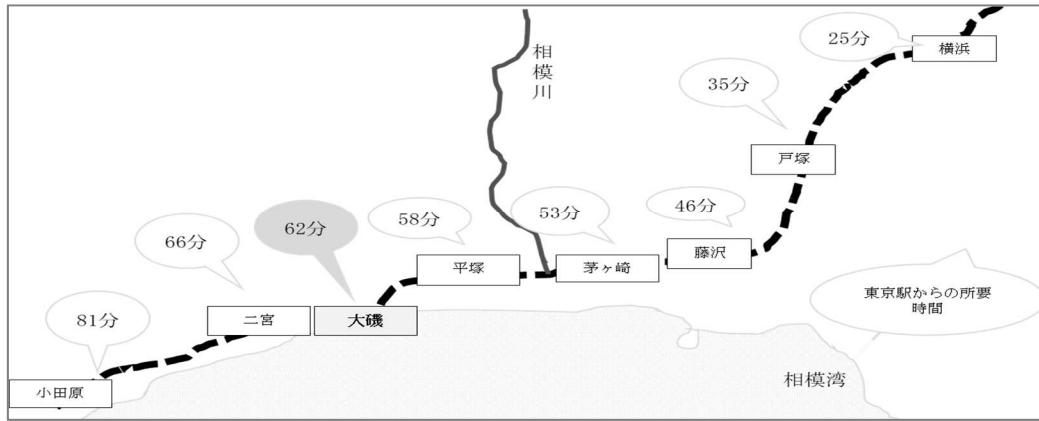 25分
横浜
相模川
35分
戸塚
46分
53分
58分
藤沢
62分
66分
茅ヶ崎
平塚
東京駅からの所要
時間
81分
二宮
大磯
相模湾
小田原